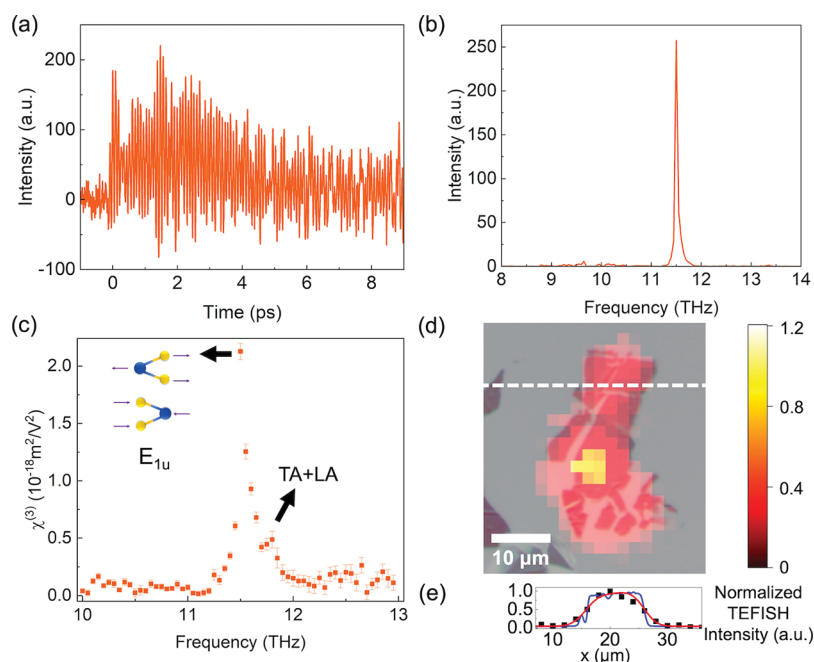 (a)
200
100
0
-100
Intensity (a.u.)
0 2 4 6 8
Time (ps)
(b)
250
200
150
100
50
0
Intensity (a.u.)
8 9 10 11 12 13 14
Frequency (THz)
(c)
2.0
1.5
1.0
0.5
0.0
χ(3) (10-18m2/V2)
E1u
TA+LA
10 11 12 13
Frequency (THz)
(d)
10 μm
1.2
0.8
0.4
0
(e)
1.0
0.5
0.0
10 20 30
x (μm)
Normalized
TEFISH
Intensity (a.u.)